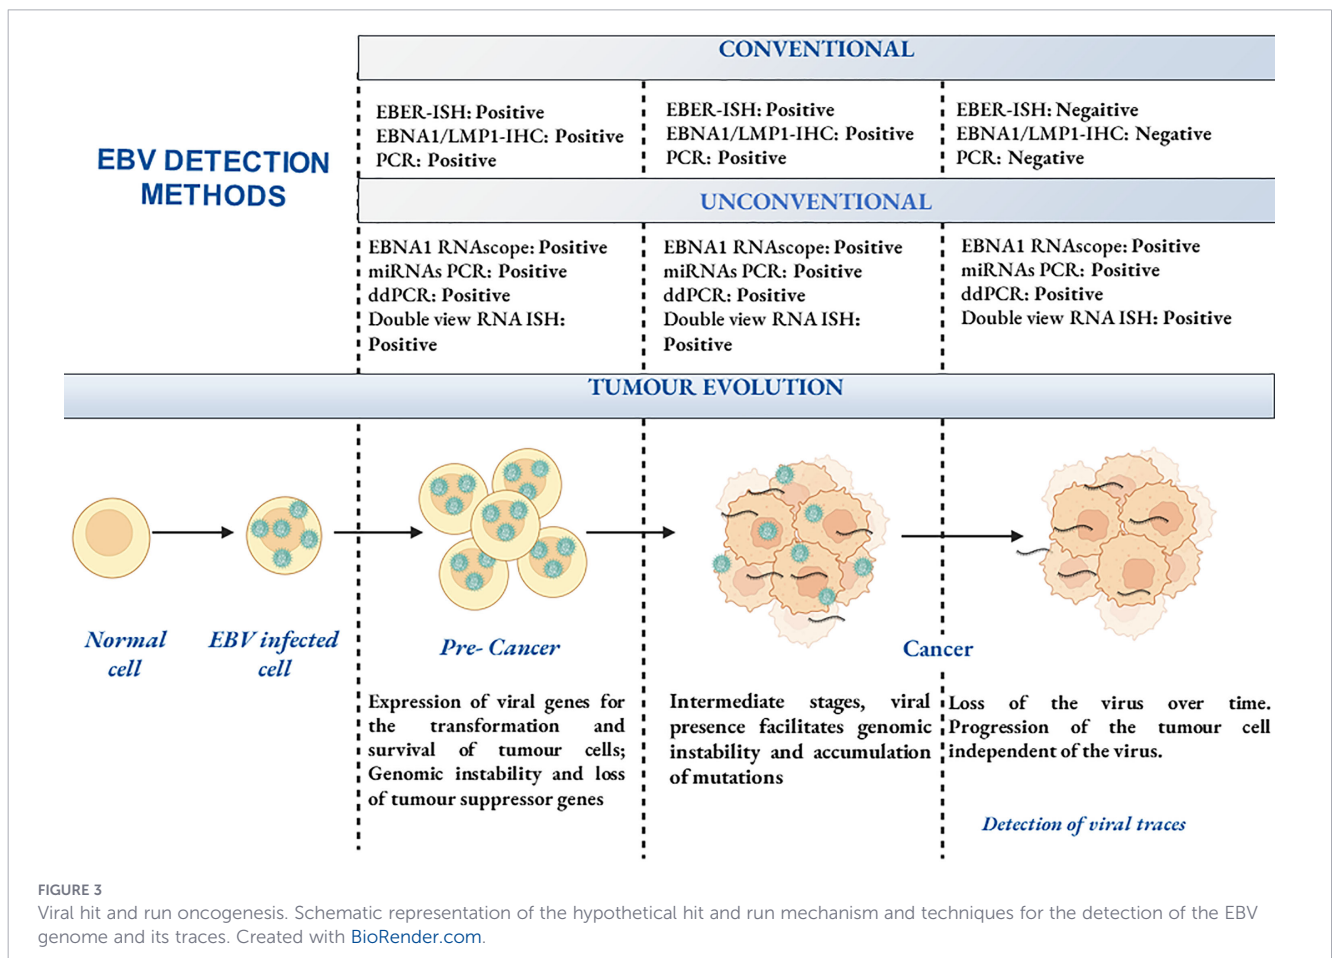 CONVENTIONAL
EBV DETECTION
METHODS
EBER-ISH: Positive
EBNA1/LMP1-IHC: Positive
PCR: Positive
EBER-ISH: Positive
EBNA1/LMP1-IHC: Positive
PCR: Positive
EBER-ISH: Negaitive
EBNA1/LMP1-IHC: Negative
PCR: Negative
UNCONVENTIONAL
EBNA1 RNAscope: Positive
miRNAs PCR: Positive
ddPCR: Positive
Double view RNA ISH:
Positive
EBNA1 RNAscope: Positive
miRNAs PCR: Positive
ddPCR: Positive
Double view RNA ISH:
Positive
EBNA1 RNAscope: Positive
miRNAs PCR: Positive
ddPCR: Positive
Double view RNA ISH: Positive
TUMOUR EVOLUTION
Normal
cell
EBV infected
cell
Pre- Cancer
Cancer
Expression of viral genes for
the transformation and
survival of tumour cells;
Genomic instability and loss
of tumour suppressor genes
Intermediate stages, viral
presence facilitates genomic
instability and accumulation
of mutations
Loss of the virus over time.
Progression of the tumour cell
independent of the virus.
Detection of viral traces
FIGURE 3
Viral hit and run oncogenesis. Schematic representation of the hypothetical hit and run mechanism and techniques for the detection of the EBV
genome and its traces. Created with BioRender.com.